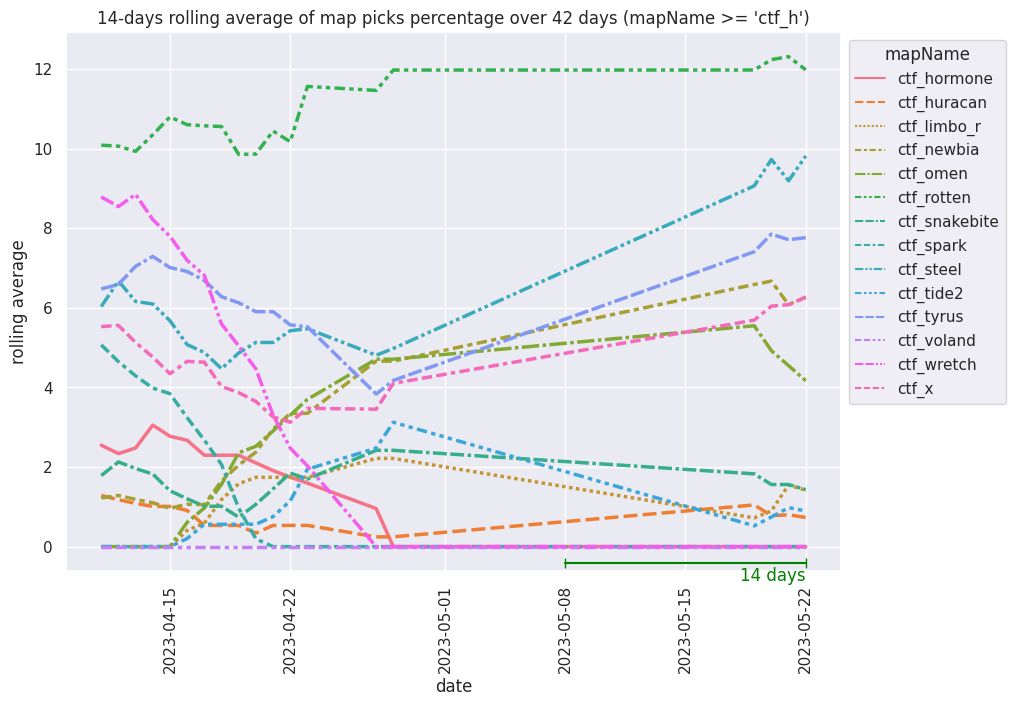 14-days rolling average of map picks percentage over 42 days (mapName >= 'ctf_h')
rolling average
12
10
8
6
4
2
0
14 days
2023-04-15
2023-04-22
2023-05-01
2023-05-08
2023-05-15
2023-05-22
date
mapName
ctf_hormone
ctf_huracan
ctf_limbo_r
ctf_newbia
ctf_omen
ctf_rotten
ctf_snakebite
ctf_spark
ctf_steel
ctf_tide2
ctf_tyrus
ctf_voland
ctf_wretch
ctf_x